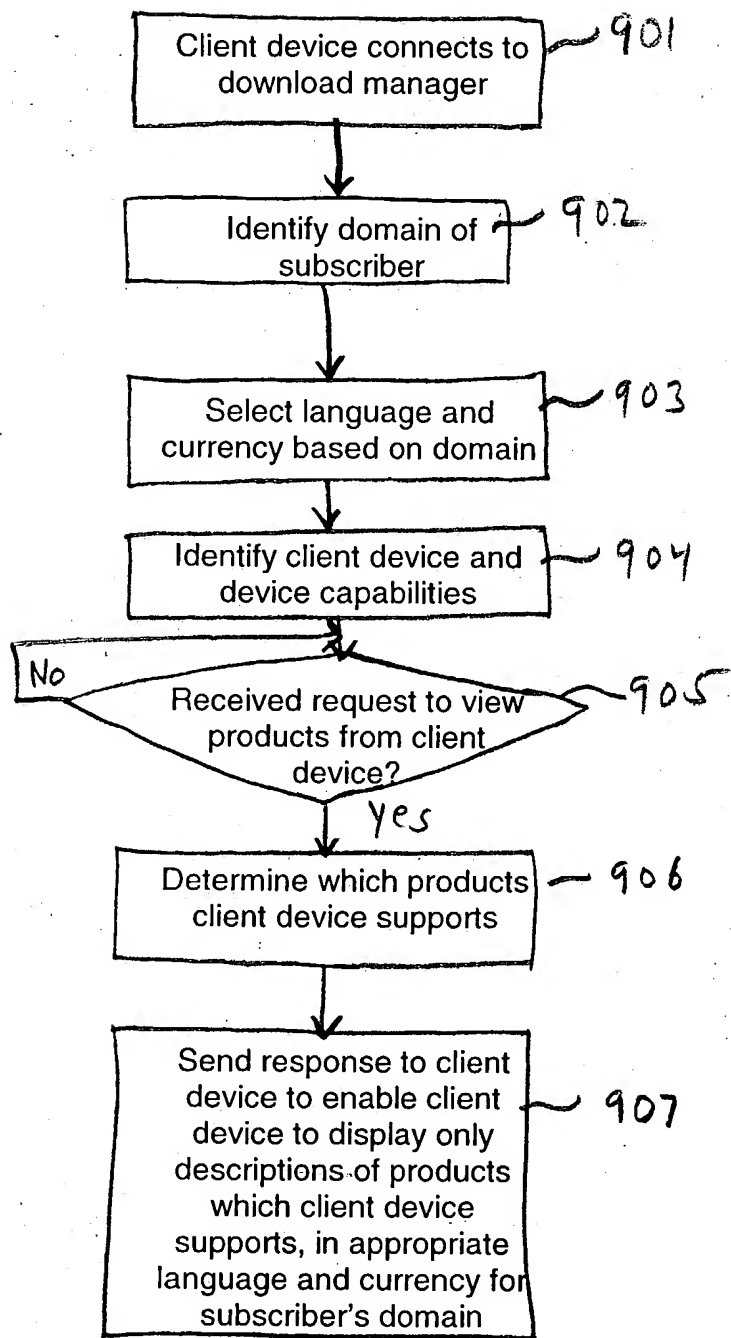 Client device connects to
download manager
901
Identify domain of
subscriber
902
Select language and
currency based on domain
903
Identify client device and
device capabilities
904
No
Received request to view
products from client
device?
905
Yes
Determine which products
client device supports
906
Send response to client
device to enable client
device to display only
descriptions of products
which client device
supports, in appropriate
language and currency for
subscriber's domain
907